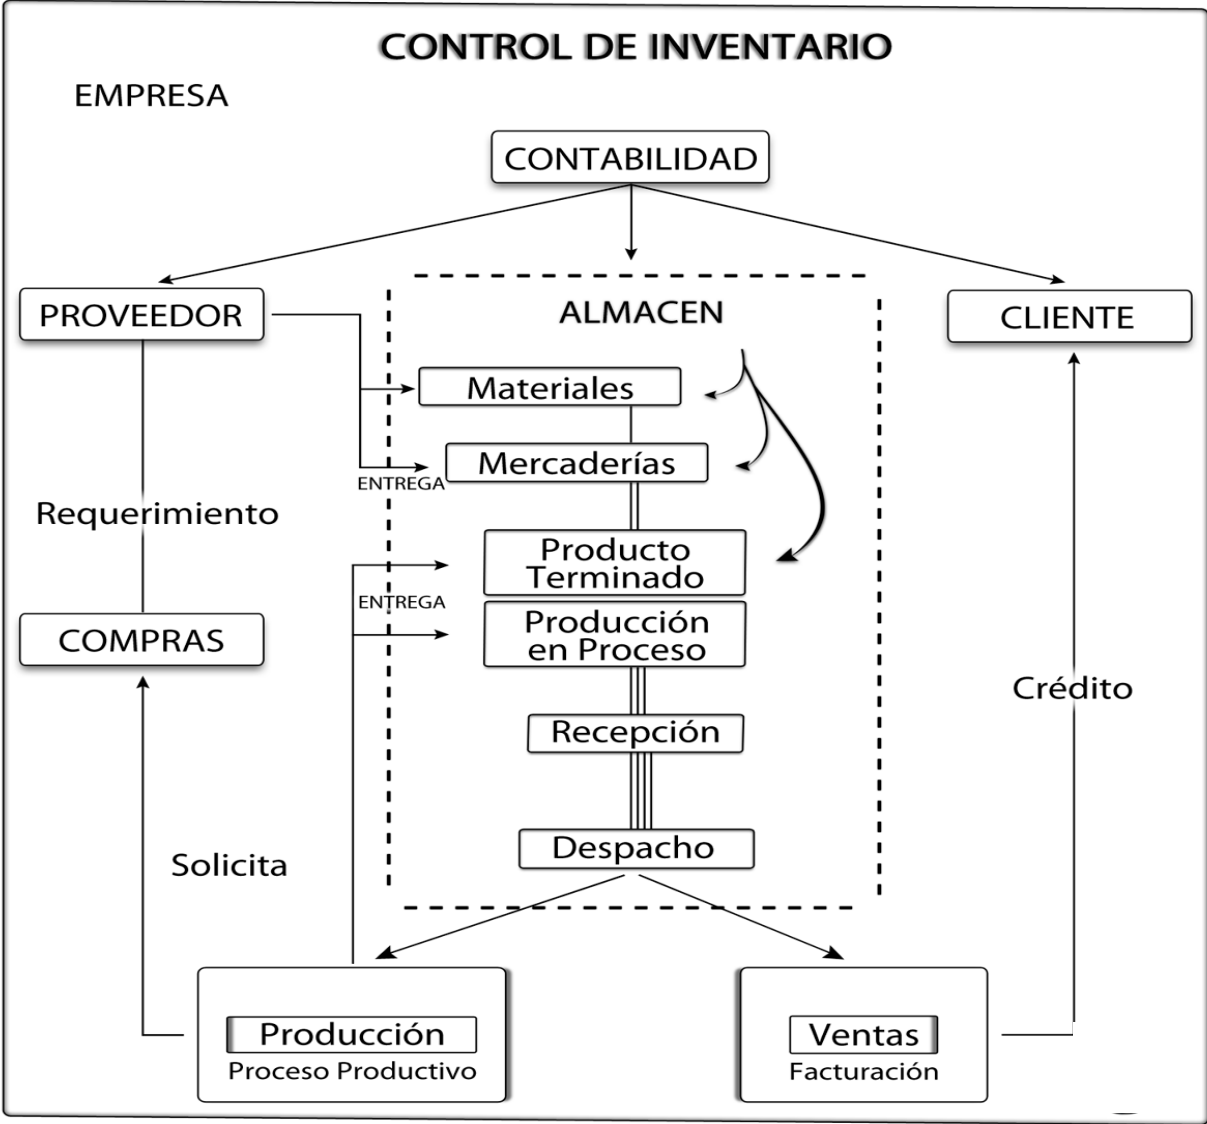 CONTROL DE INVENTARIO
EMPRESA
CONTABILIDAD
PROVEEDOR
ALMACEN
CLIENTE
Materiales
Mercaderías
ENTREGA
Requerimiento
Producto
Terminado
ENTREGA
Producción
en Proceso
COMPRAS
Crédito
Recepción
Despacho
Solicita
Producción
Proceso Productivo
Ventas
Facturación